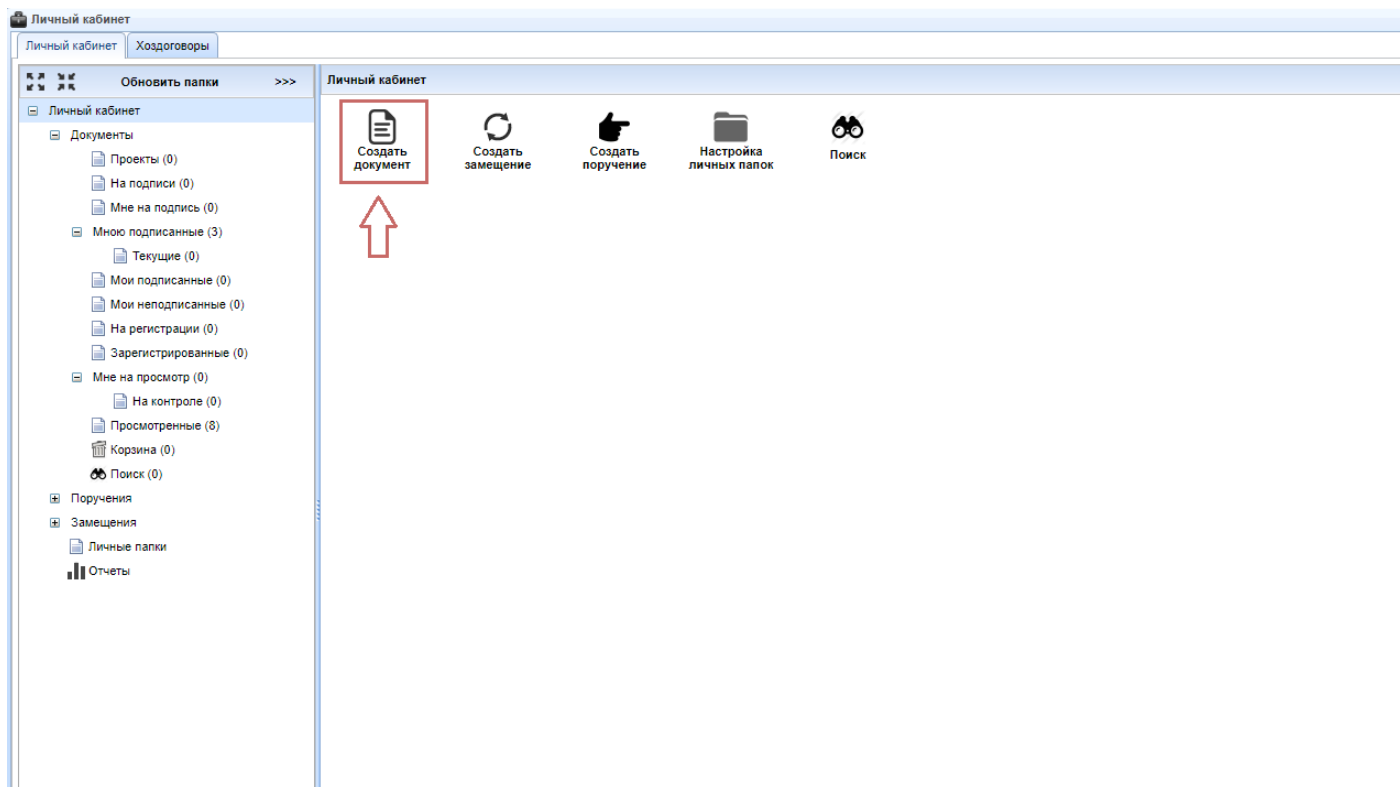 Личный кабинет
Личный кабинет Хоздоговоры
Обновить папки >>>
Личный кабинет
Документы
Проекты (0)
На подписи (0)
Мне на подпись (0)
Мною подписанные (3)
Текущие (0)
Мои подписанные (0)
Мои неподписанные (0)
На регистрации (0)
Зарегистрированные (0)
Мне на просмотр (0)
На контроле (0)
Просмотренные (8)
Корзина (0)
Поиск (0)
Поручения
Замещения
Личные папки
Отчеты
Личный кабинет
Создать
документ
Создать
замещение
Создать
поручение
Настройка
личных папок
Поиск